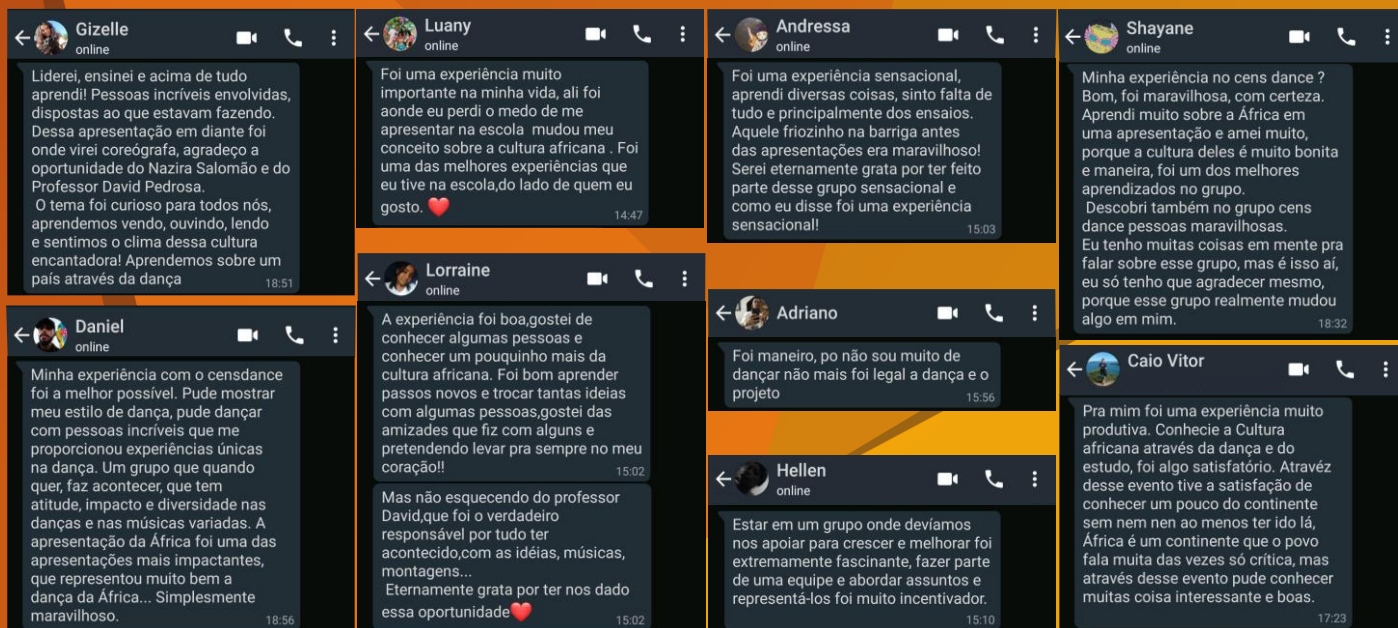 Gizelle
online
Liderei, ensinei e acima de tudo
aprendi! Pessoas incríveis envolvidas,
dispostas ao que estavam fazendo.
Dessa apresentação em diante foi
onde virei coreógrafa, agradeço a
oportunidade do Nazira Salomão e do
Professor David Pedrosa.
O tema foi curioso para todos nós,
aprendemos vendo, ouvindo, lendo
e sentimos o clima dessa cultura
encantadora! Aprendemos sobre um
país através da dança
18:51
Daniel
online
Minha experiência com o censdance
foi a melhor possível. Pude mostrar
meu estilo de dança, pude dançar
com pessoas incríveis que me
proporcionou experiências únicas
na dança. Um grupo que quando
quer, faz acontecer, que tem
atitude, impacto e diversidade nas
danças e nas músicas variadas. A
apresentação da África foi uma das
apresentações mais impactantes,
que representou muito bem a
dança da África... Simplesmente
maravilhoso.
18:56
Luany
online
Foi uma experiência muito
importante na minha vida, ali foi
aonde eu perdi o medo de me
apresentar na escola mudou meu
conceito sobre a cultura africana . Foi
uma das melhores experiências que
eu tive na escola,do lado de quem eu
gosto. ❤️
14:47
Lorraine
online
A experiência foi boa,gostei de
conhecer algumas pessoas e
conhecer um pouquinho mais da
cultura africana. Foi bom aprender
passos novos e trocar tantas ideias
com algumas pessoas,gostei das
amizades que fiz com alguns e
pretendendo levar pra sempre no meu
coração!!
15:02
Mas não esquecendo do professor
David,que foi o verdadeiro
responsável por tudo ter
acontecido,com as idéias, músicas,
montagens...
Eternamente grata por ter nos dado
essa oportunidade❤️
15:02
Andressa
online
Foi uma experiência sensacional,
aprendi diversas coisas, sinto falta de
tudo e principalmente dos ensaios.
Aquele friozinho na barriga antes
das apresentações era maravilhoso!
Serei eternamente grata por ter feito
parte desse grupo sensacional e
como eu disse foi uma experiência
sensacional!
15:03
Adriano
Foi maneiro, po não sou muito de
dançar não mais foi legal a dança e o
projeto
15:56
Hellen
online
Estar em um grupo onde devíamos
nos apoiar para crescer e melhorar foi
extremamente fascinante, fazer parte
de uma equipe e abordar assuntos e
representá-los foi muito incentivador.
15:10
Shayane
online
Minha experiência no cens dance ?
Bom, foi maravilhosa, com certeza.
Aprendi muito sobre a África em
uma apresentação e amei muito,
porque a cultura deles é muito bonita
e maneira, foi um dos melhores
aprendizados no grupo.
Descobri também no grupo cens
dance pessoas maravilhosas.
Eu tenho muitas coisas em mente pra
falar sobre esse grupo, mas é isso aí,
eu só tenho que agradecer mesmo,
porque esse grupo realmente mudou
algo em mim.
18:32
Caio Vitor
Pra mim foi uma experiência muito
produtiva. Conhecie a Cultura
africana através da dança e do
estudo, foi algo satisfatório. Atravéz
desse evento tive a satisfação de
conhecer um pouco do continente
sem nem nen ao menos ter ido lá,
África é um continente que o povo
fala muita das vezes só crítica, mas
através desse evento pude conhecer
muitas coisa interessante e boas.
17:23